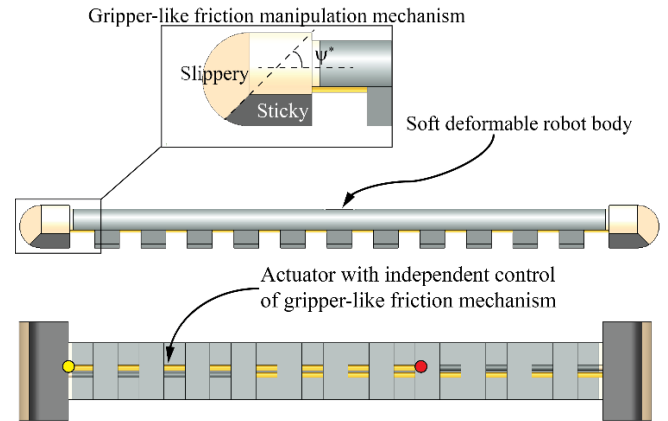 Gripper-like friction manipulation mechanism
Ψ*
Slippery
Sticky
Soft deformable robot body
Actuator with independent control
of gripper-like friction mechanism